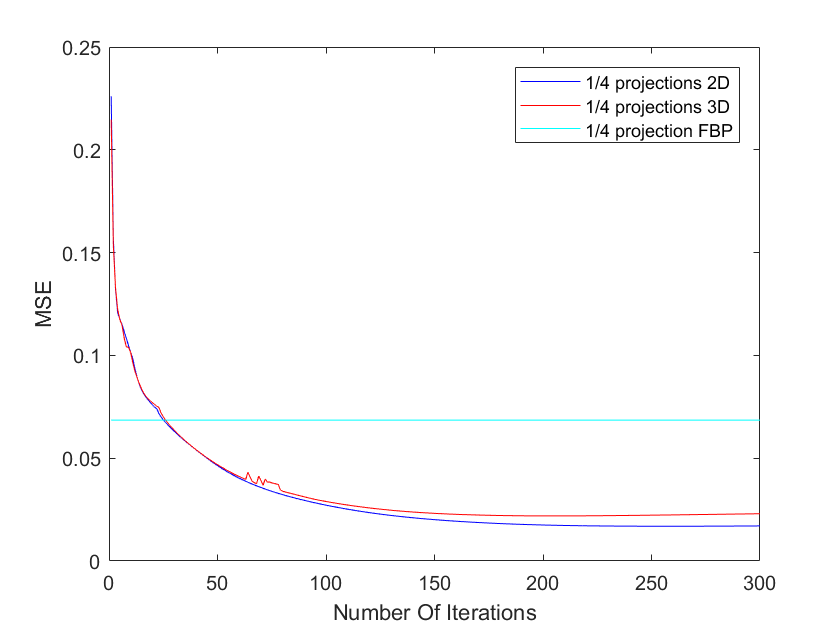 0.25
0.2
0.15
0.1
0.05
0
MSE
0 50 100 150 200 250 300
Number Of Iterations
1/4 projections 2D
1/4 projections 3D
1/4 projection FBP